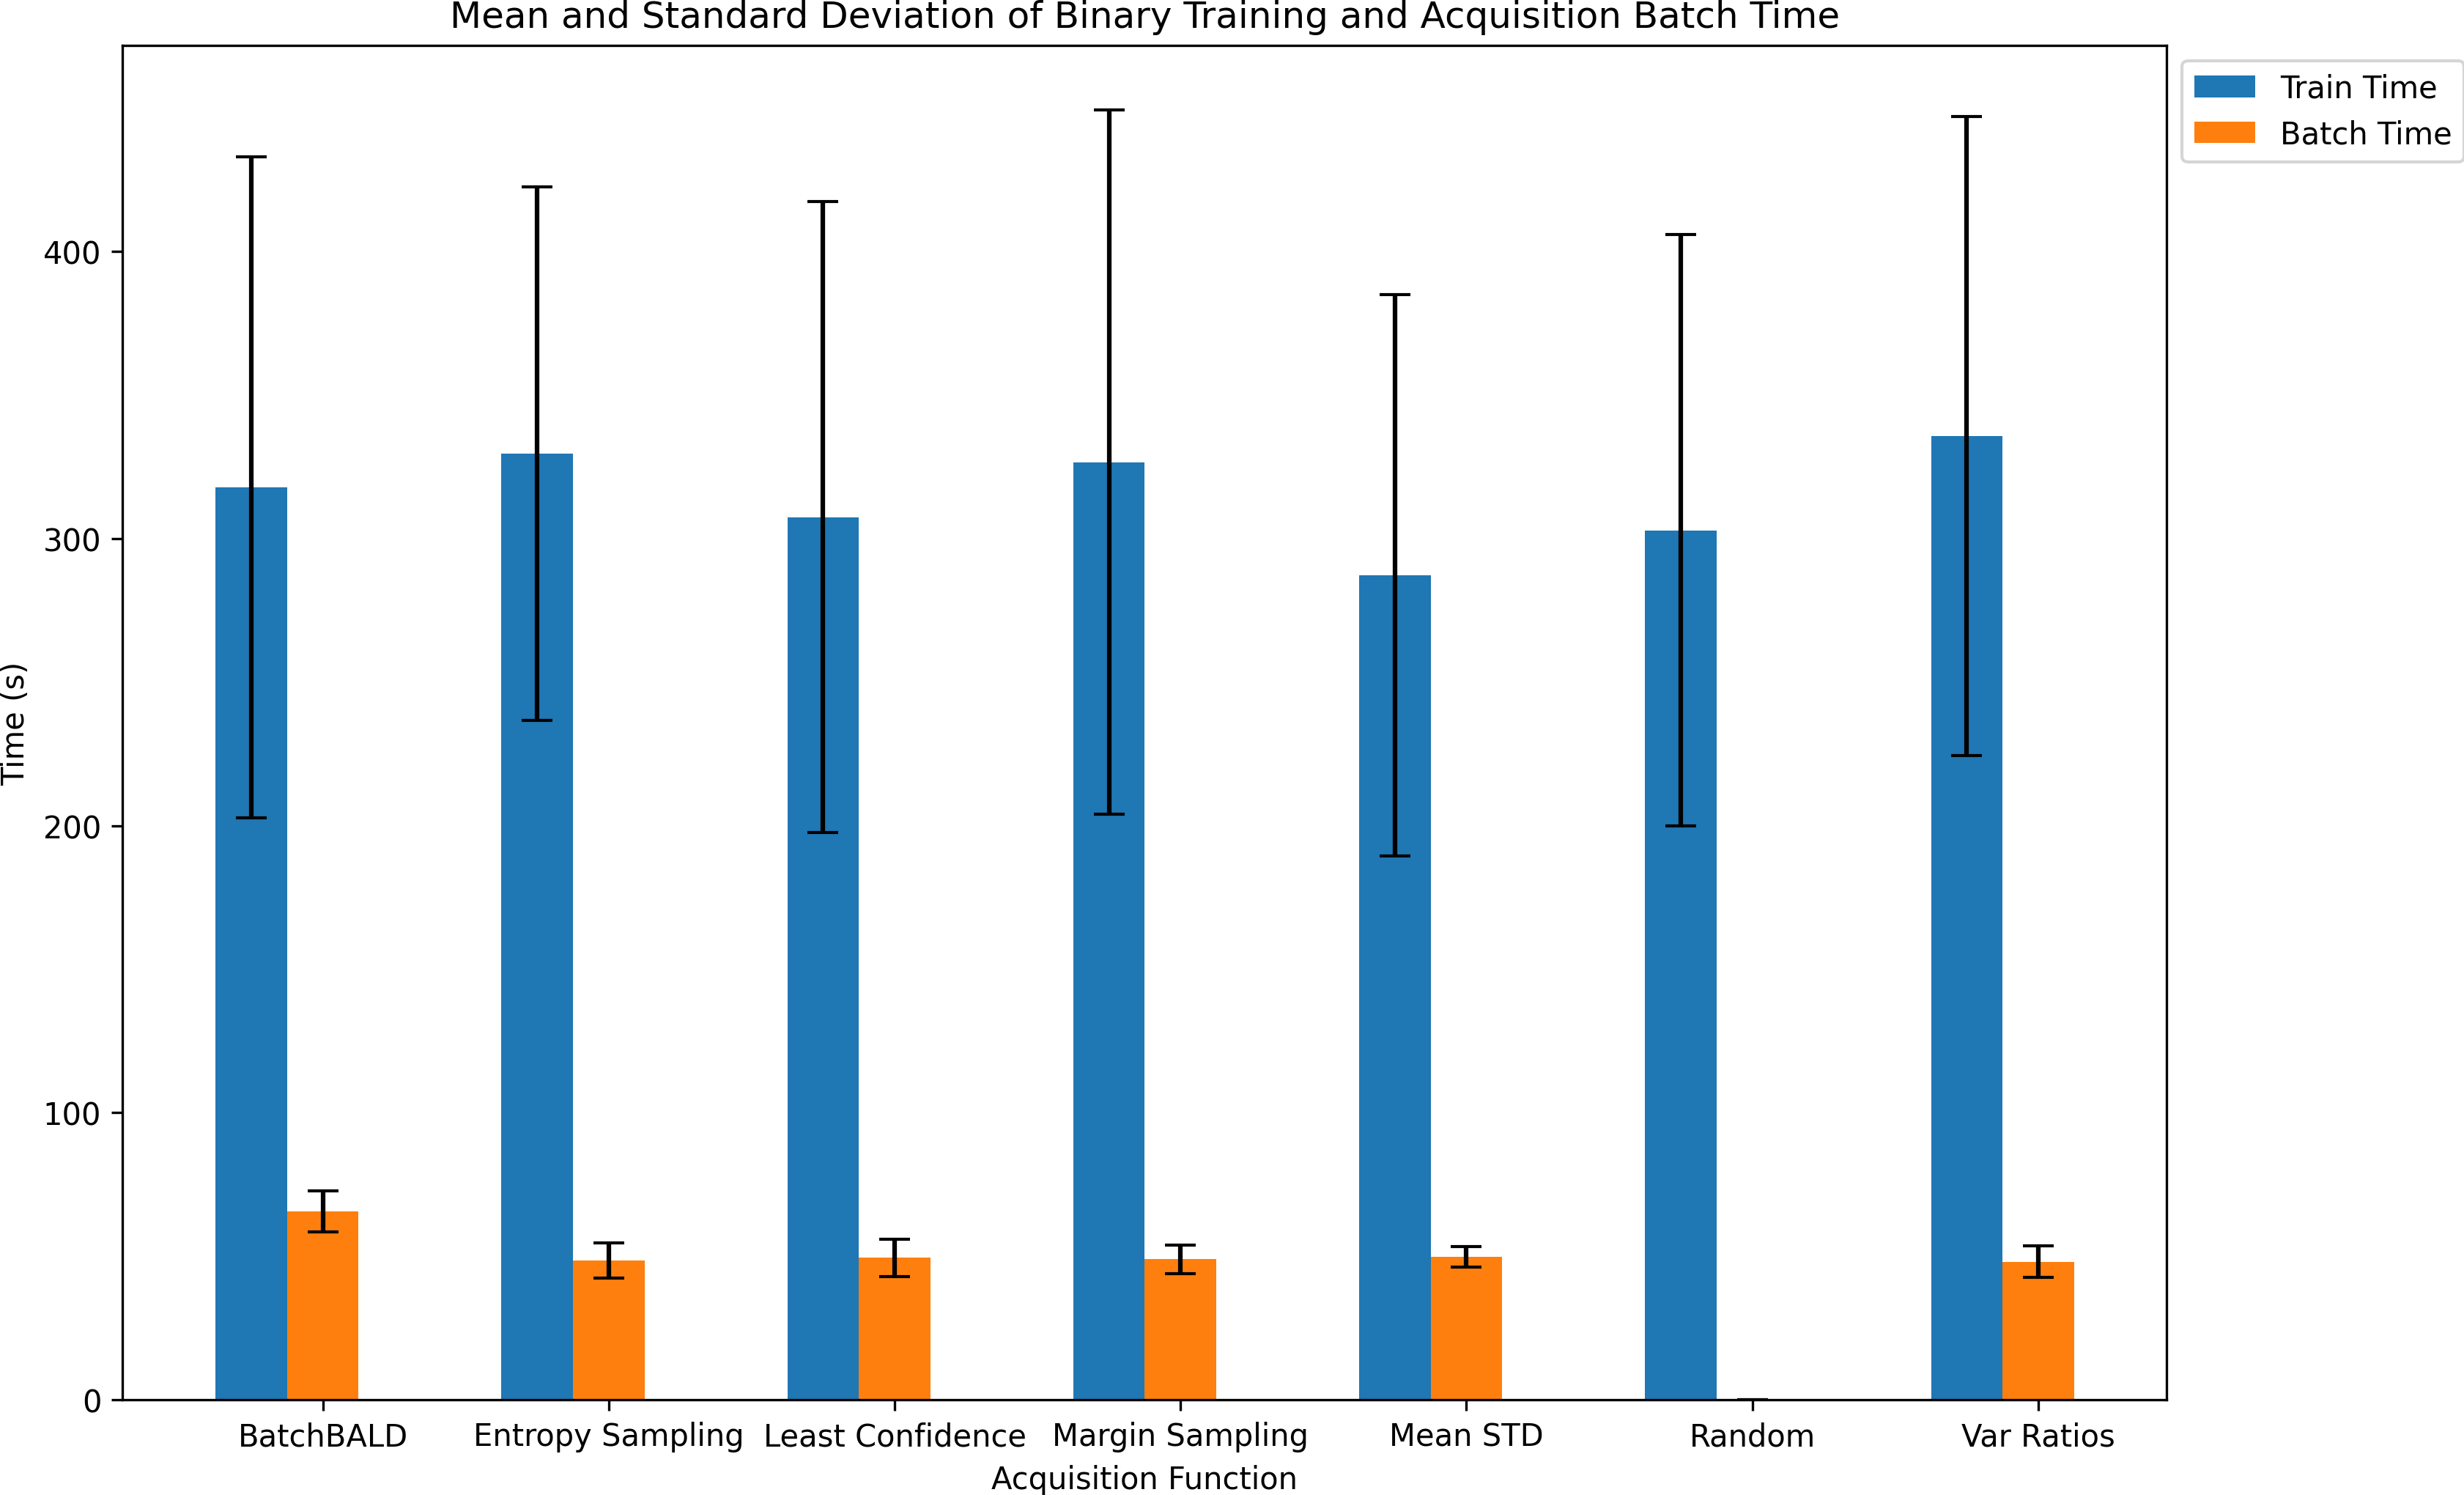 Mean and Standard Deviation of Binary Training and Acquisition Batch Time
Train Time
Batch Time
400
300
200
100
0
Time (s)
BatchBALD
Entropy Sampling
Least Confidence
Margin Sampling
Mean STD
Random
Var Ratios
Acquisition Function